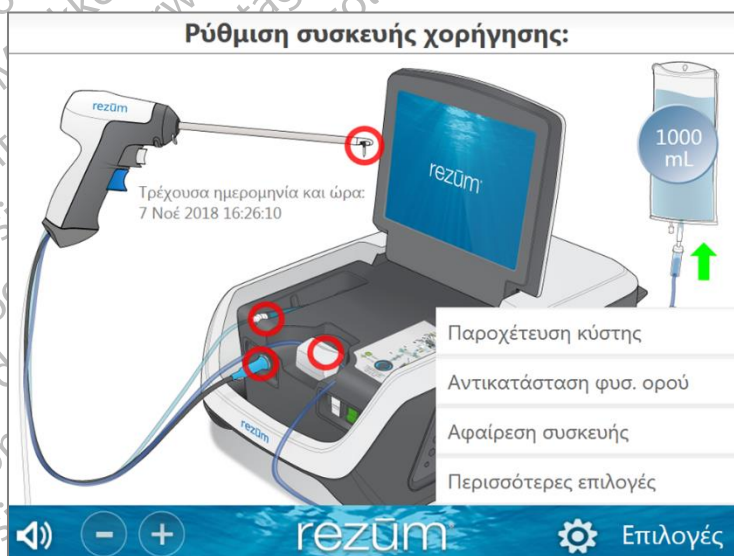 Ρύθμιση συσκευής χορήγησης:
rezūm
1000
mL
rezūm
Τρέχουσα ημερομηνία και ώρα:
7 Νοέ 2018 16:26:10
Παροχέτευση κύστης
Αντικατάσταση φυσ. ορού
Αφαίρεση συσκευής
Περισσότερες επιλογές
rezūm
rezūm
Επιλογές